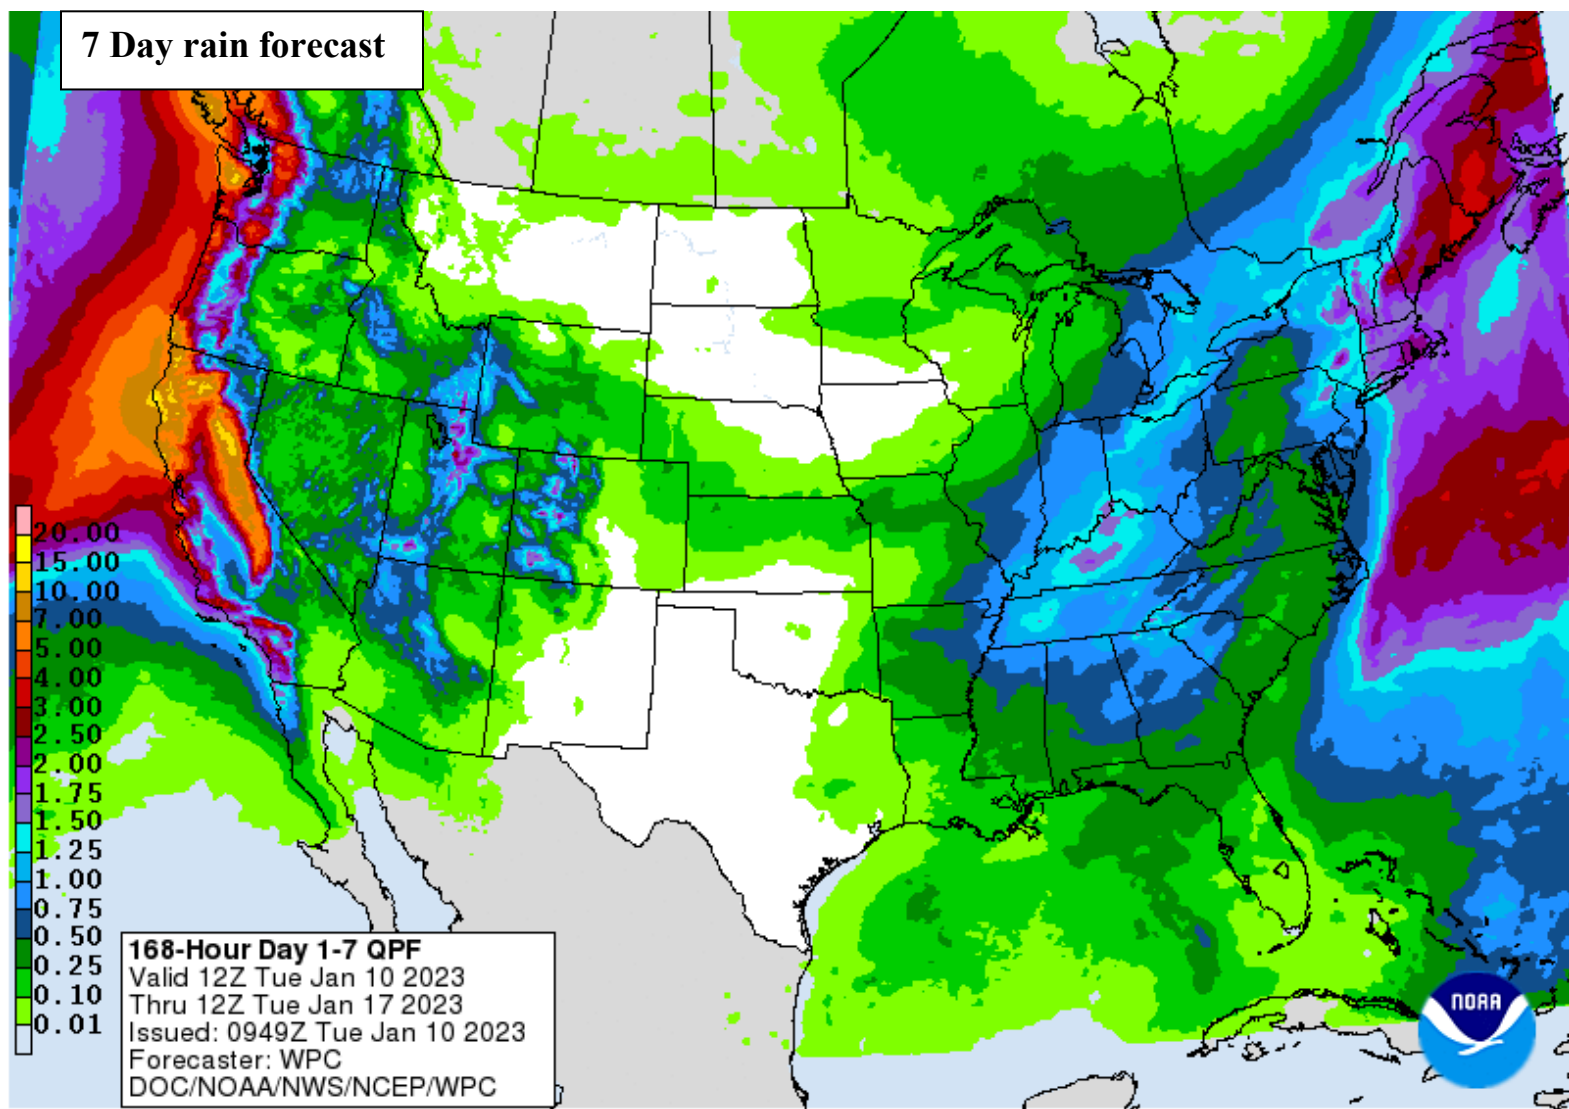 7 Day rain forecast
20.00
15.00
10.00
7.00
5.00
4.00
3.00
2.50
2.00
1.75
1.50
1.25
1.00
0.75
0.50
0.25
0.10
0.01
168-Hour Day 1-7 QPF
Valid 12Z Tue Jan 10 2023
Thru 12Z Tue Jan 17 2023
Issued: 0949Z Tue Jan 10 2023
Forecaster: WPC
DOC/NOAA/NWS/NCEP/WPC
NOAA